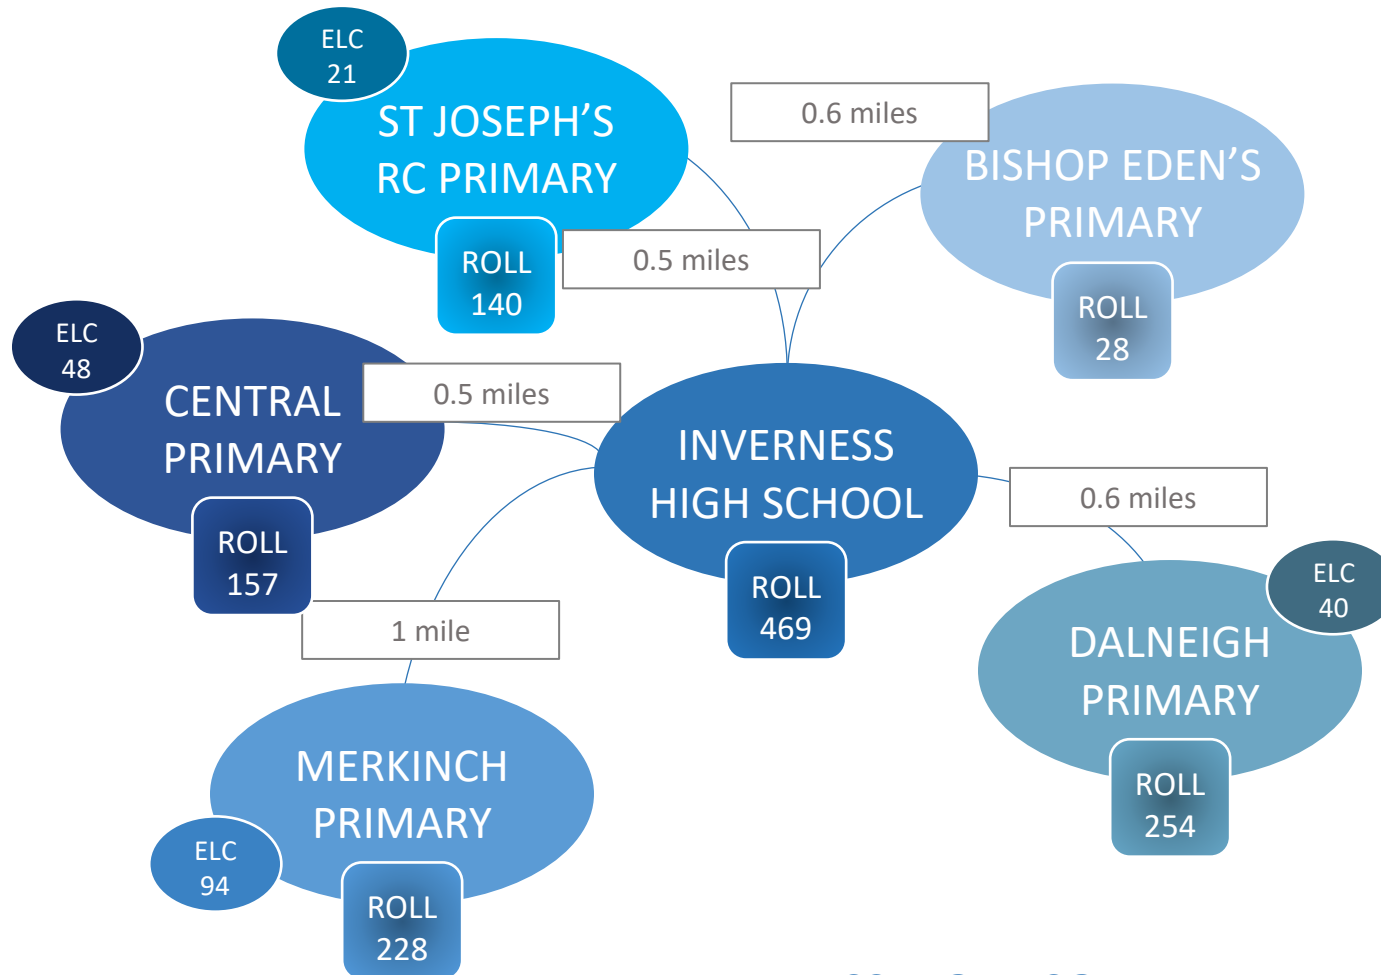 ELC
21
ST JOSEPH'S
RC PRIMARY
ROLL
140
0.6 miles
BISHOP EDEN'S
PRIMARY
ROLL
28
0.5 miles
ELC
48
CENTRAL
PRIMARY
ROLL
157
0.5 miles
INVERNESS
HIGH SCHOOL
ROLL
469
0.6 miles
ELC
40
DALNEIGH
PRIMARY
ROLL
254
1 mile
MERKINCH
PRIMARY
ELC
94
ROLL
228